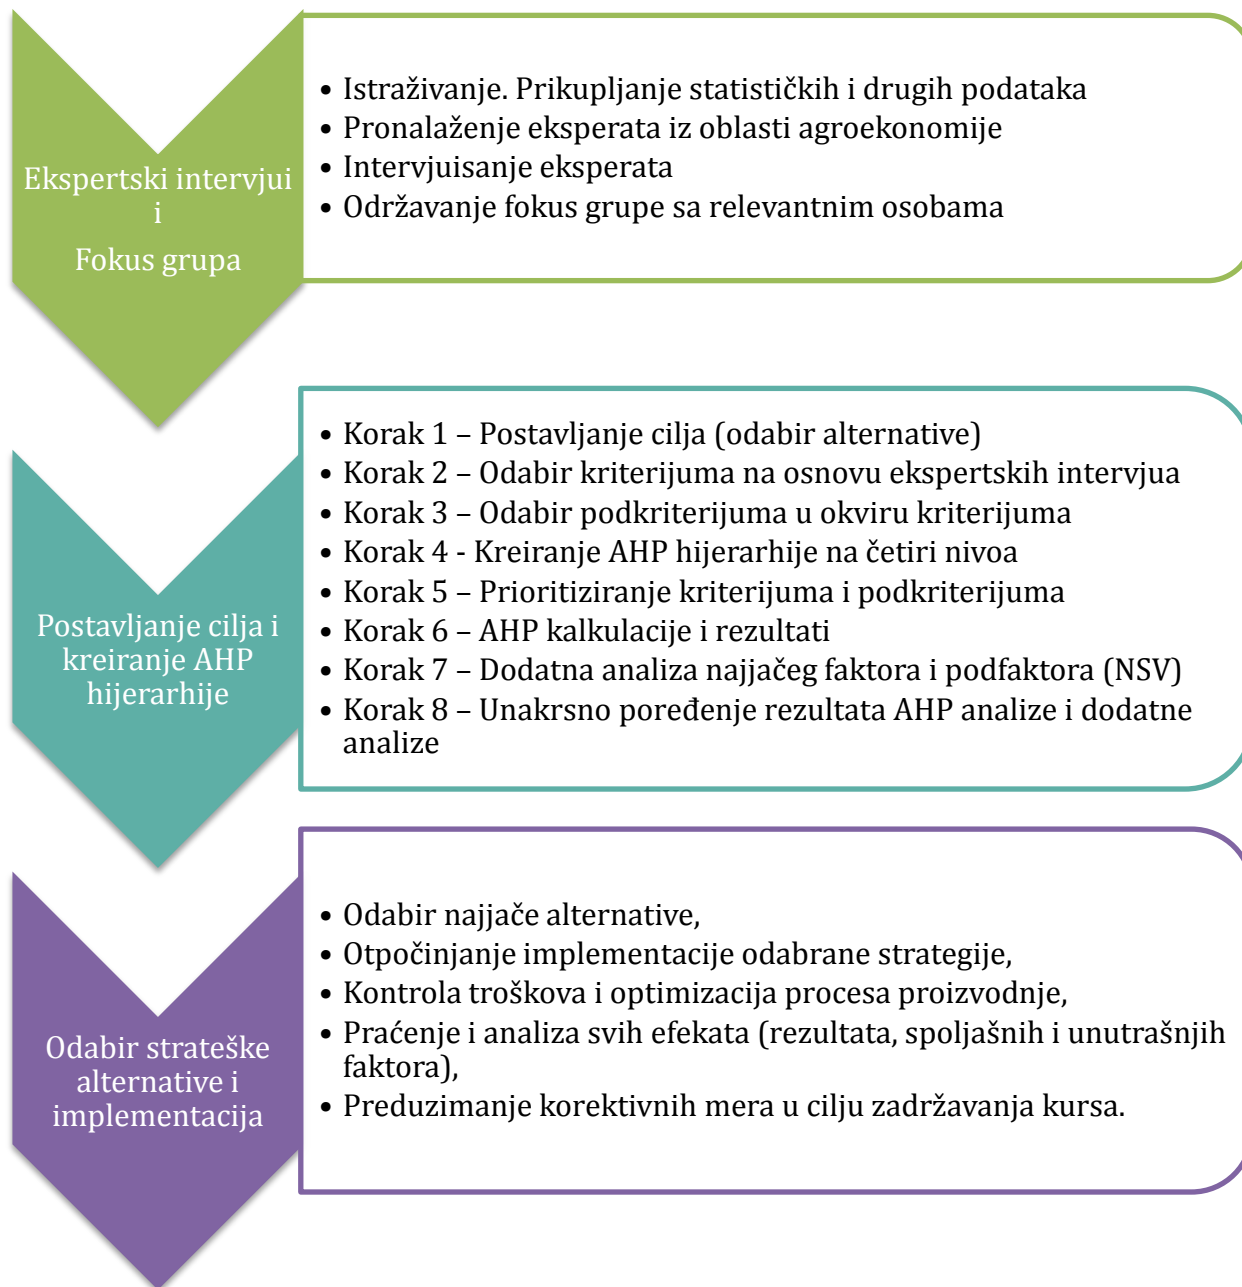 Ekspertski intervjui
i
Fokus grupa
• Istraživanje. Prikupljanje statističkih i drugih podataka
• Pronalaženje eksperata iz oblasti agroekonomije
• Intervjuisanje eksperata
• Održavanje fokus grupe sa relevantnim osobama
Postavljanje cilja i
kreiranje AHP
hijerarhije
• Korak 1 – Postavljanje cilja (odabir alternative)
• Korak 2 – Odabir kriterijuma na osnovu ekspertskih intervjua
• Korak 3 – Odabir podkriterijuma u okviru kriterijuma
• Korak 4 - Kreiranje AHP hijerarhije na četiri nivoa
• Korak 5 – Prioritiziranje kriterijuma i podkriterijuma
• Korak 6 – AHP kalkulacije i rezultati
• Korak 7 – Dodatna analiza najjačeg faktora i podfaktora (NSV)
• Korak 8 – Unakrsno poređenje rezultata AHP analize i dodatne
analize
Odabir strateške
alternative i
implementacija
• Odabir najjače alternative,
• Otpočinjanje implementacije odabrane strategije,
• Kontrola troškova i optimizacija procesa proizvodnje,
• Praćenje i analiza svih efekata (rezultata, spoljašnih i unutrašnjih
faktora),
• Preduzimanje korektivnih mera u cilju zadržavanja kursa.